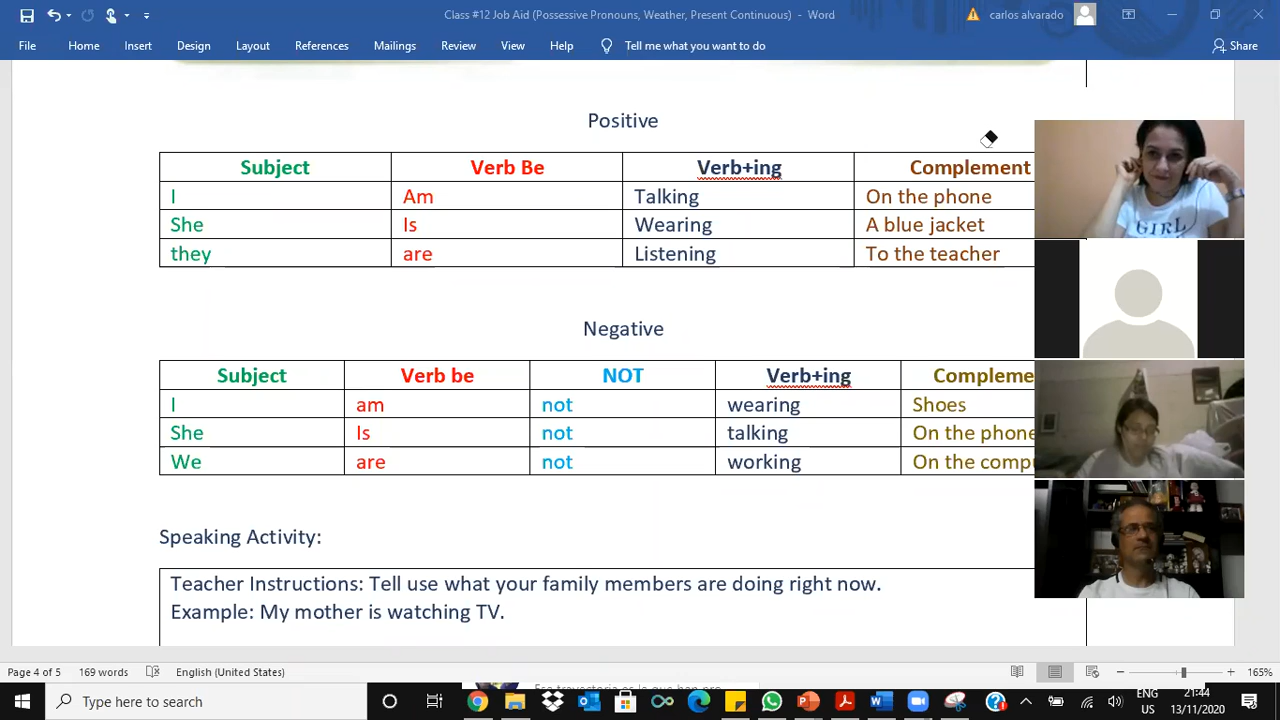 Class #12 Job Aid (Possessive Pronouns, Weather, Present Continuous) - Word
carlos alvarado
File Home Insert Design Layout References Mailings Review View Help Tell me what you want to do Share
Positive
Subject Verb Be Verb+ing Complement
I Am Talking On the phone
She Is Wearing A blue jacket
they are Listening To the teacher
GIRL
Negative
Subject Verb be NOT Verb+ing Compleme
I am not wearing Shoes
She Is not talking On the phone
We are not working On the comp
Speaking Activity:
Teacher Instructions: Tell use what your family members are doing right now.
Example: My mother is watching TV.
Page 4 of 5 169 words English (United States) 165%
Type here to search
ENG
US
21:44
13/11/2020